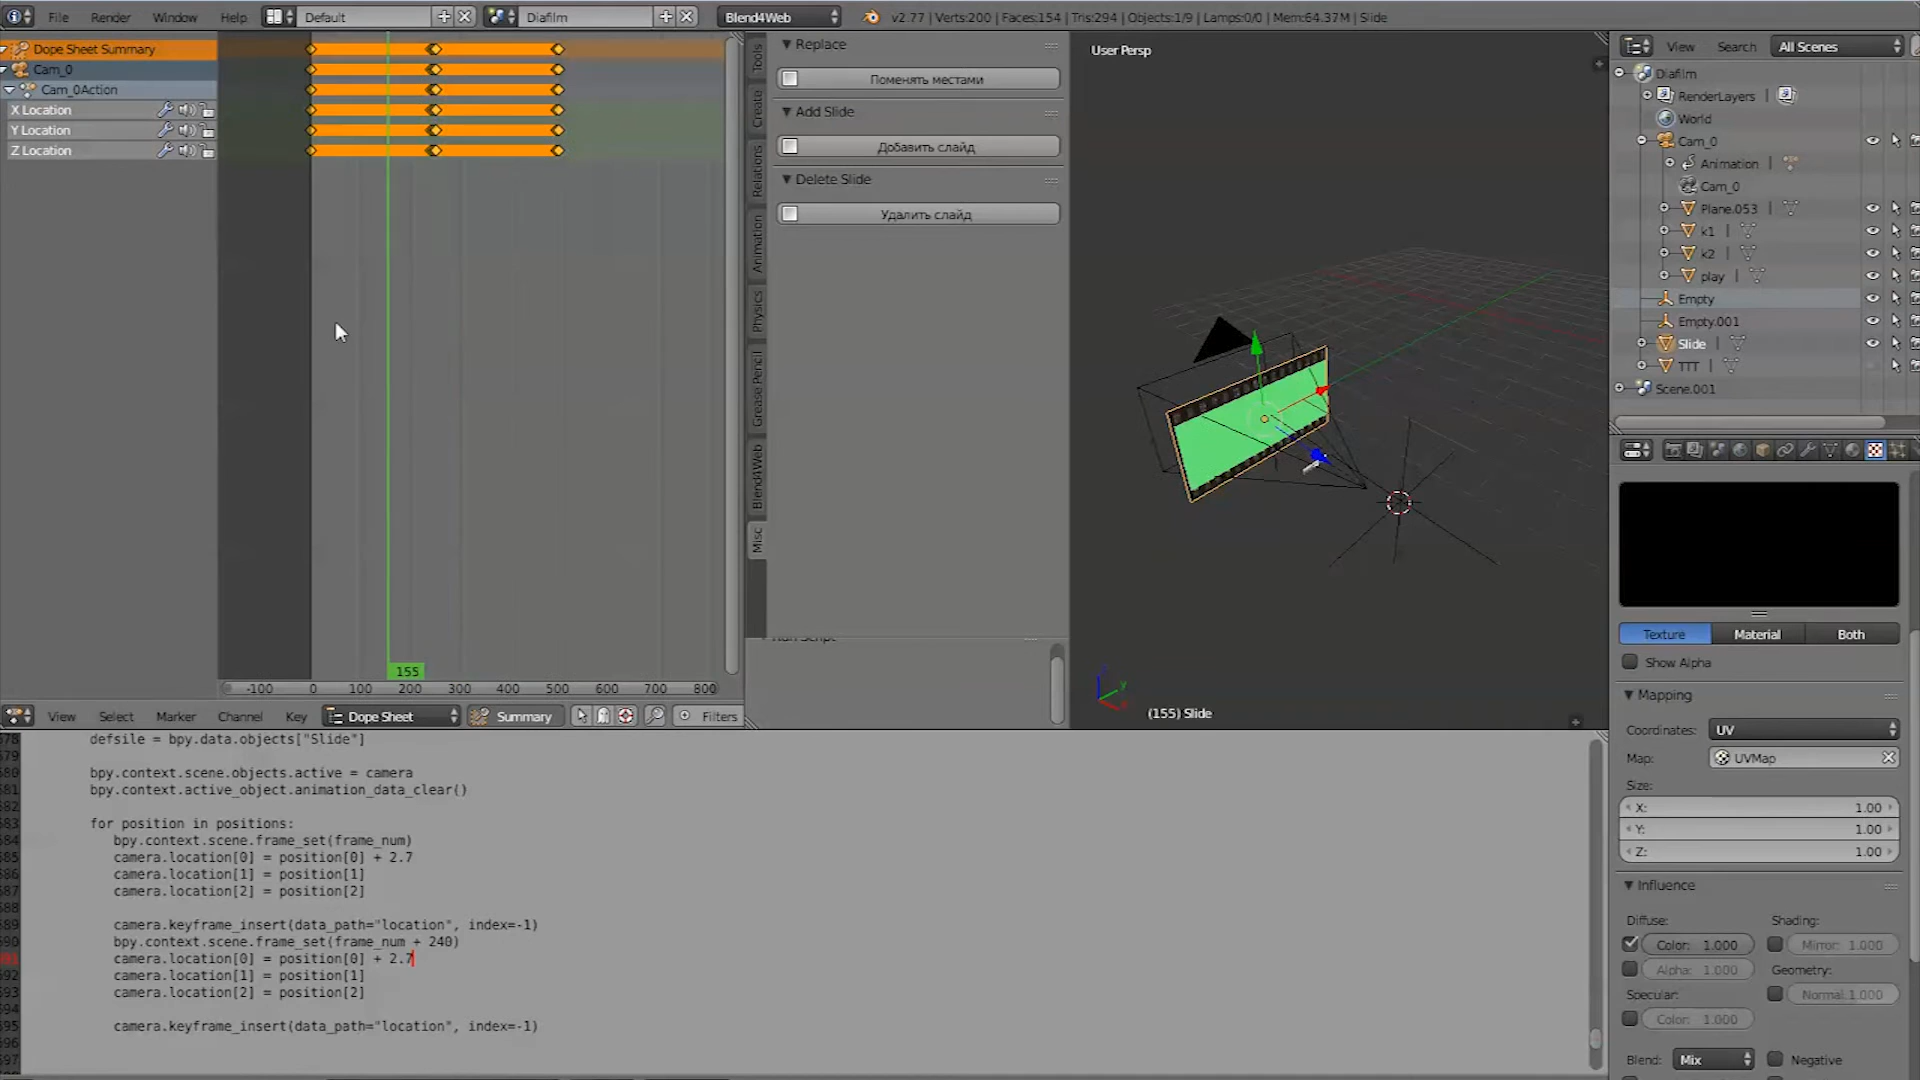 File Render Window Help Default Diafilm Blend4Web v2.77 | Verts:200 | Faces:154 | Tris:294 | Objects:1/9 | Lamps:0/0 | Mem:64.37M | Slide
Dope Sheet Summary
Cam_0
Cam_0Action
X Location
Y Location
Z Location
155
-100 0 100 200 300 400 500 600 700 800
View Select Marker Channel Key Dope Sheet Summary Filters
Tools
Create
Relations
Animation
Physics
Grease Pencil
Blend4Web
Misc
Replace
Поменять местами
Add Slide
Добавить слайд
Delete Slide
Удалить слайд
User Persp
(155) Slide
View Search All Scenes
Diafilm
RenderLayers |
World
Cam_0
Animation |
Cam_0
Plane.053 |
k1 |
k2 |
play |
Empty
Empty.001
Slide |
TTT |
Scene.001
Texture Material Both
Show Alpha
Mapping
Coordinates: UV
Map: UVMap
Size:
X: 1.00
Y: 1.00
Z: 1.00
Influence
Diffuse: Shading:
Color: 1.000 Mirror: 1.000
Alpha: 1.000 Geometry:
Specular: Normal 1.000
Color: 1.000
Blend: Mix Negative
defsile = bpy.data.objects["Slide"]
bpy.context.scene.objects.active = camera
bpy.context.active_object.animation_data_clear()
for position in positions:
bpy.context.scene.frame_set(frame_num)
camera.location[0] = position[0] + 2.7
camera.location[1] = position[1]
camera.location[2] = position[2]
camera.keyframe_insert(data_path="location", index=-1)
bpy.context.scene.frame_set(frame_num + 240)
camera.location[0] = position[0] + 2.7
camera.location[1] = position[1]
camera.location[2] = position[2]
camera.keyframe_insert(data_path="location", index=-1)